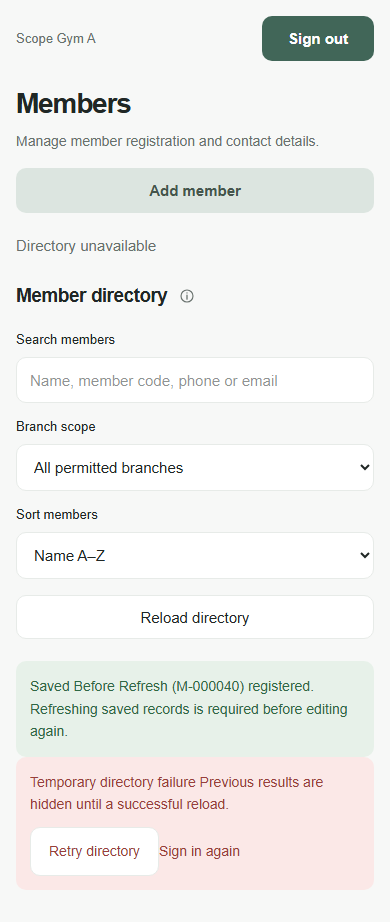 Scope Gym A
Sign out
Members
Manage member registration and contact details.
Add member
Directory unavailable
Member directory
Search members
Name, member code, phone or email
Branch scope
All permitted branches
Sort members
Name A–Z
Reload directory
Saved Before Refresh (M-000040) registered.
Refreshing saved records is required before editing
again.
Temporary directory failure Previous results are
hidden until a successful reload.
Retry directory
Sign in again